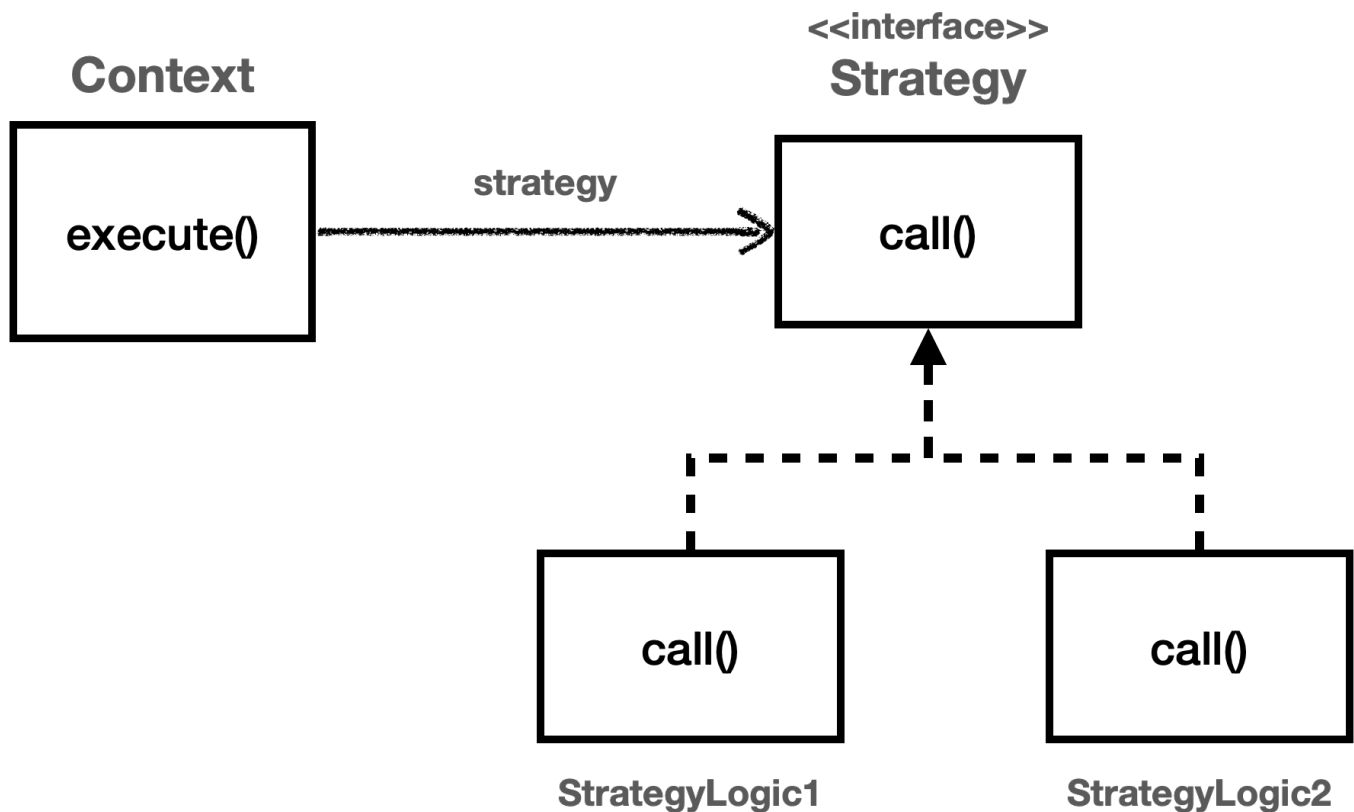 <<interface>>
Context
Strategy
execute()
strategy
call()
call()
call()
StrategyLogic1
StrategyLogic2